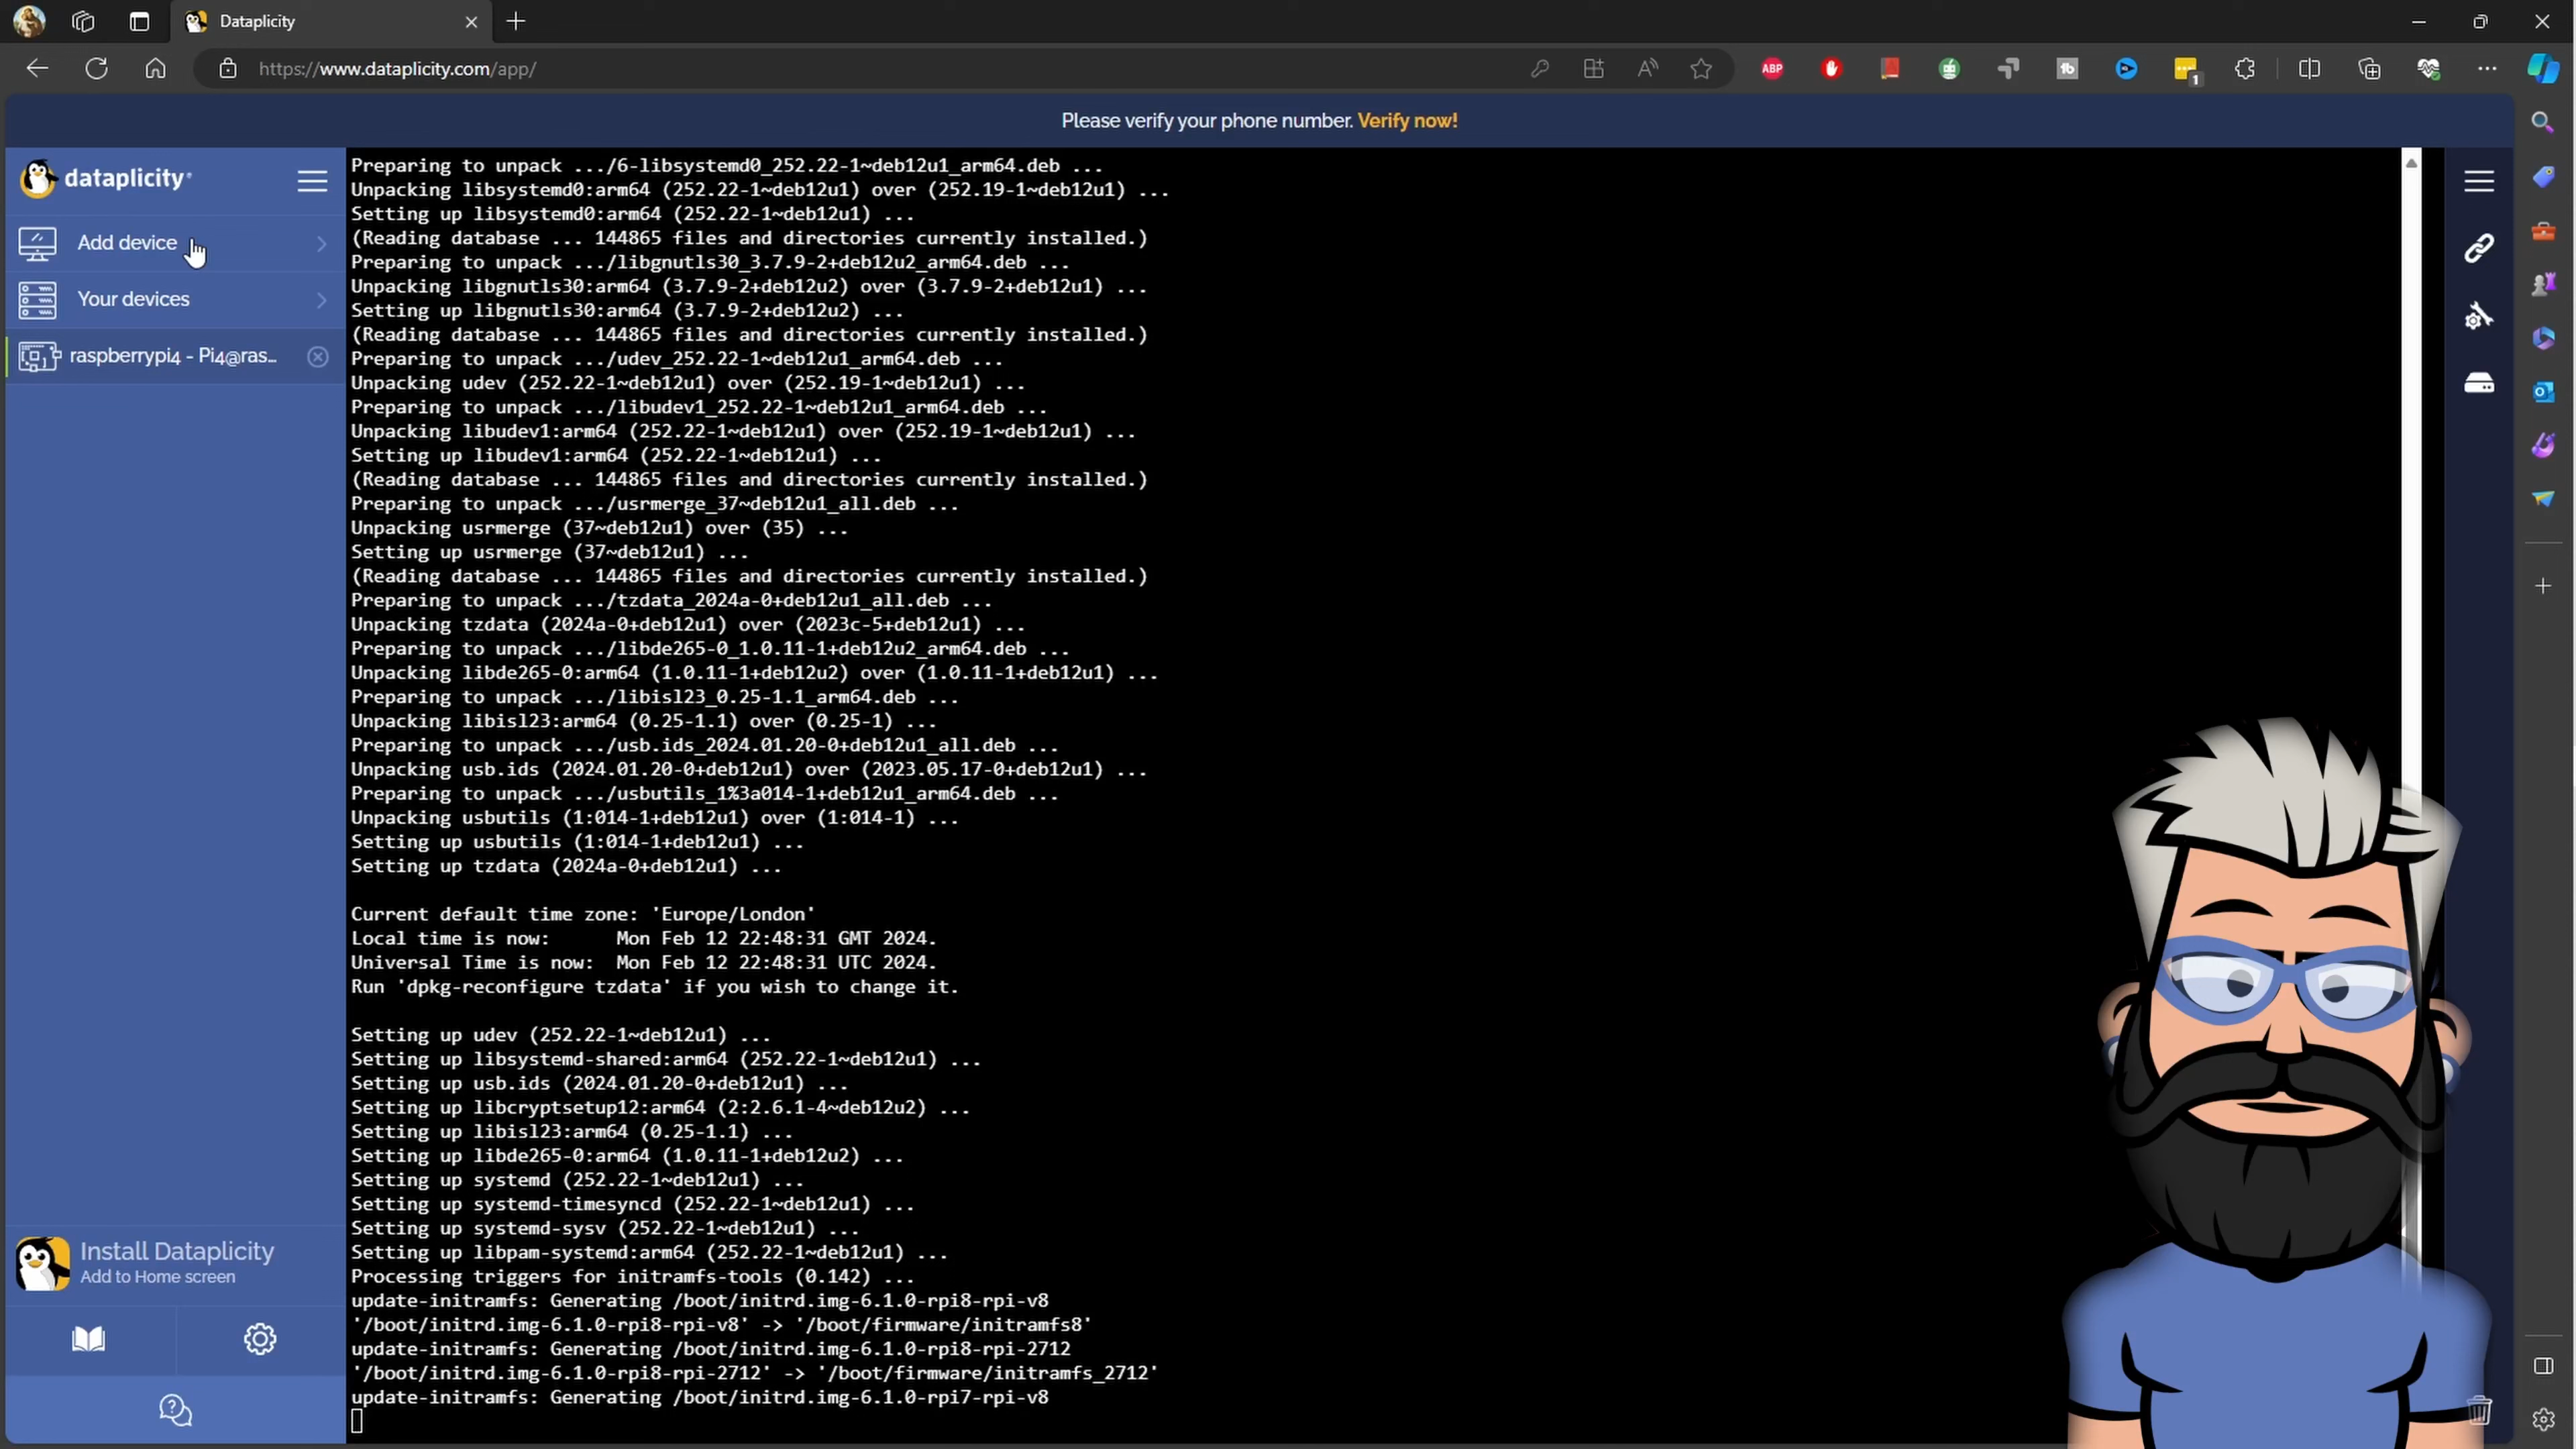 Dataplicity
https://www.dataplicity.com/app/
ABP
tb
1
Please verify your phone number. Verify now!
dataplicity
Add device
Your devices
raspberrypi4 - Pi4@ras...
Install Dataplicity
Add to Home screen
Preparing to unpack .../6-libsystemd0_252.22-1~deb12u1_arm64.deb ...
Unpacking libsystemd0:arm64 (252.22-1~deb12u1) over (252.19-1~deb12u1) ...
Setting up libsystemd0:arm64 (252.22-1~deb12u1) ...
(Reading database ... 144865 files and directories currently installed.)
Preparing to unpack .../libgnutls30_3.7.9-2+deb12u2_arm64.deb ...
Unpacking libgnutls30:arm64 (3.7.9-2+deb12u2) over (3.7.9-2+deb12u1) ...
Setting up libgnutls30:arm64 (3.7.9-2+deb12u2) ...
(Reading database ... 144865 files and directories currently installed.)
Preparing to unpack .../udev_252.22-1~deb12u1_arm64.deb ...
Unpacking udev (252.22-1~deb12u1) over (252.19-1~deb12u1) ...
Preparing to unpack .../libudev1_252.22-1~deb12u1_arm64.deb ...
Unpacking libudev1:arm64 (252.22-1~deb12u1) over (252.19-1~deb12u1) ...
Setting up libudev1:arm64 (252.22-1~deb12u1) ...
(Reading database ... 144865 files and directories currently installed.)
Preparing to unpack .../usrmerge_37~deb12u1_all.deb ...
Unpacking usrmerge (37~deb12u1) over (35) ...
Setting up usrmerge (37~deb12u1) ...
(Reading database ... 144865 files and directories currently installed.)
Preparing to unpack .../tzdata_2024a-0+deb12u1_all.deb ...
Unpacking tzdata (2024a-0+deb12u1) over (2023c-5+deb12u1) ...
Preparing to unpack .../libde265-0_1.0.11-1+deb12u2_arm64.deb ...
Unpacking libde265-0:arm64 (1.0.11-1+deb12u2) over (1.0.11-1+deb12u1) ...
Preparing to unpack .../libisl23_0.25-1.1_arm64.deb ...
Unpacking libisl23:arm64 (0.25-1.1) over (0.25-1) ...
Preparing to unpack .../usb.ids_2024.01.20-0+deb12u1_all.deb ...
Unpacking usb.ids (2024.01.20-0+deb12u1) over (2023.05.17-0+deb12u1) ...
Preparing to unpack .../usbutils_1%3a014-1+deb12u1_arm64.deb ...
Unpacking usbutils (1:014-1+deb12u1) over (1:014-1) ...
Setting up usbutils (1:014-1+deb12u1) ...
Setting up tzdata (2024a-0+deb12u1) ...
Current default time zone: 'Europe/London'
Local time is now:      Mon Feb 12 22:48:31 GMT 2024.
Universal Time is now:  Mon Feb 12 22:48:31 UTC 2024.
Run 'dpkg-reconfigure tzdata' if you wish to change it.
Setting up udev (252.22-1~deb12u1) ...
Setting up libsystemd-shared:arm64 (252.22-1~deb12u1) ...
Setting up usb.ids (2024.01.20-0+deb12u1) ...
Setting up libcryptsetup12:arm64 (2:2.6.1-4~deb12u2) ...
Setting up libisl23:arm64 (0.25-1.1) ...
Setting up libde265-0:arm64 (1.0.11-1+deb12u2) ...
Setting up systemd (252.22-1~deb12u1) ...
Setting up systemd-timesyncd (252.22-1~deb12u1) ...
Setting up systemd-sysv (252.22-1~deb12u1) ...
Setting up libpam-systemd:arm64 (252.22-1~deb12u1) ...
Processing triggers for initramfs-tools (0.142) ...
update-initramfs: Generating /boot/initrd.img-6.1.0-rpi8-rpi-v8
'/boot/initrd.img-6.1.0-rpi8-rpi-v8' -> '/boot/firmware/initramfs8'
update-initramfs: Generating /boot/initrd.img-6.1.0-rpi8-rpi-2712
'/boot/initrd.img-6.1.0-rpi8-rpi-2712' -> '/boot/firmware/initramfs_2712'
update-initramfs: Generating /boot/initrd.img-6.1.0-rpi7-rpi-v8